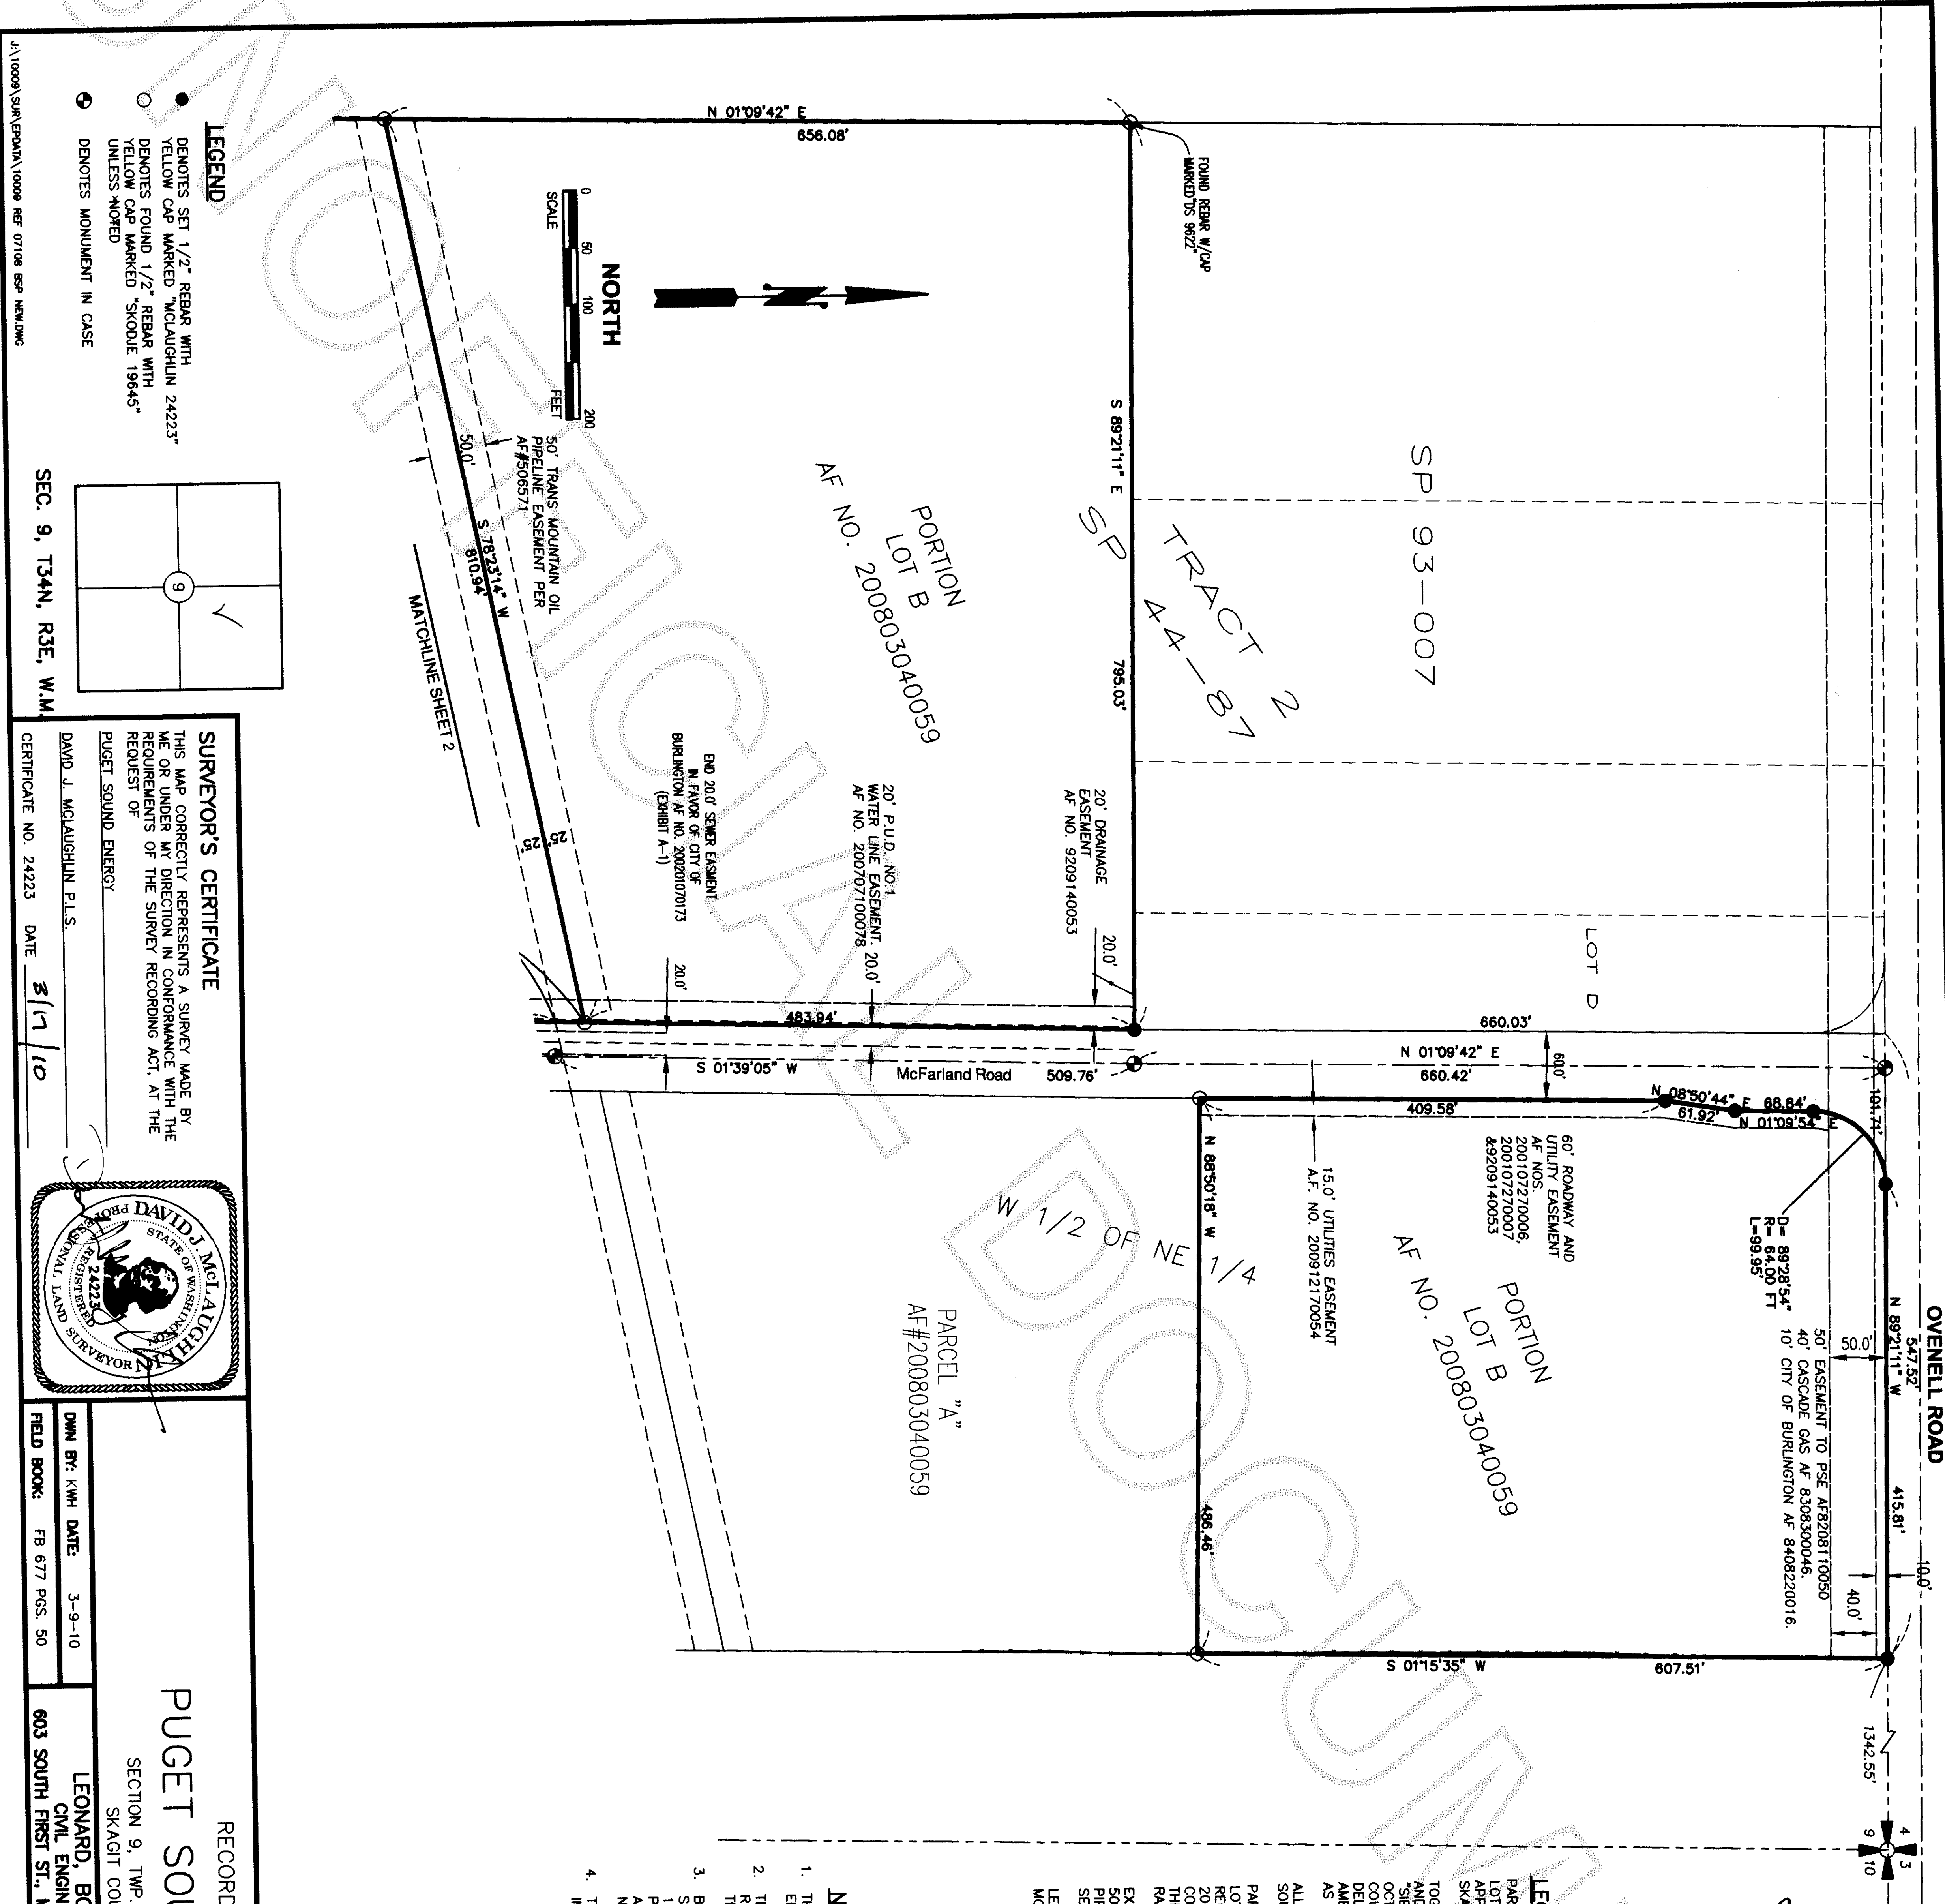 OVENELL ROAD
547.52'
N 89°21'11" W
415.81'
10.0'
50.0'
40.0'
50' EASEMENT TO PSE AF8208110050
40' CASCADE GAS AF 8308300046.
10' CITY OF BURLINGTON AF 8408220016.
1342.55'
4
3
9
10
101.71'
D= 89°28'54"
R= 64.00 FT
L=99.95'
68.84'
N 01°09'54" E
N 08°50'44" E
61.92'
60.0'
660.03'
N 01°09'42" E
660.42'
409.58'
60' ROADWAY AND
UTILITY EASEMENT
AF NOS.
200107270006,
200107270007
&9209140053
15.0' UTILITIES EASEMENT
A.F. NO. 200912170054
PORTION
LOT B
AF NO. 200803040059
S 01°15'35" W
607.51'
N 88°50'18" W
486.46'
W 1/2 OF NE 1/4
PARCEL "A"
AF#200803040059
LOT D
SP 93-007
TRACT 2
SP 44-87
FOUND REBAR W/CAP
MARKED"DS 9622"
S 89°21'11" E
795.03'
20' DRAINAGE
EASEMENT
AF NO. 9209140053
20.0'
20' P.U.D. NO.1
WATER LINE EASEMENT.
AF NO. 200707100078
20.0'
END 20.0' SEWER EASMENT
IN FAVOR OF CITY OF
BURLINGTON AF NO. 200201070173
(EXHIBIT A-1)
20.0'
483.94'
S 01°39'05" W
McFarland Road
509.76'
N 01°09'42" E
656.08'
PORTION
LOT B
AF NO. 200803040059
NORTH
0
50
100
200
SCALE
FEET
50' TRANS MOUNTAIN OIL
PIPELINE EASEMENT PER
AF#506571
50.0'
S 78°23'14" W
810.94'
25'
25'
MATCHLINE SHEET 2
LEGEND
DENOTES SET 1/2" REBAR WITH
YELLOW CAP MARKED "MCLAUGHLIN 24223"
DENOTES FOUND 1/2" REBAR WITH
YELLOW CAP MARKED "SKODJE 19645"
UNLESS NOTED
DENOTES MONUMENT IN CASE
9
SEC. 9, T34N, R3E, W.M.
J:\10009\SUR\EPDATA\10009 REF 07108 BSP NEW.DWG
SURVEYOR'S CERTIFICATE
THIS MAP CORRECTLY REPRESENTS A SURVEY MADE BY
ME OR UNDER MY DIRECTION IN CONFORMANCE WITH THE
REQUIREMENTS OF THE SURVEY RECORDING ACT, AT THE
REQUEST OF
PUGET SOUND ENERGY
DAVID J. MCLAUGHLIN P.L.S.
CERTIFICATE NO. 24223 DATE 3/17/10
DAVID J. McLAUGHLIN
STATE OF WASHINGTON
24223
REGISTERED
PROFESSIONAL LAND SURVEYOR
DWN BY: KWH DATE: 3-9-10
FIELD BOOK: FB 677 PGS. 50
RECORD
PUGET SOU
SECTION 9, TWP.
SKAGIT COU
LEONARD, BO
CIVIL ENGIN
603 SOUTH FIRST ST., M
UNOFFICIAL DOCUM